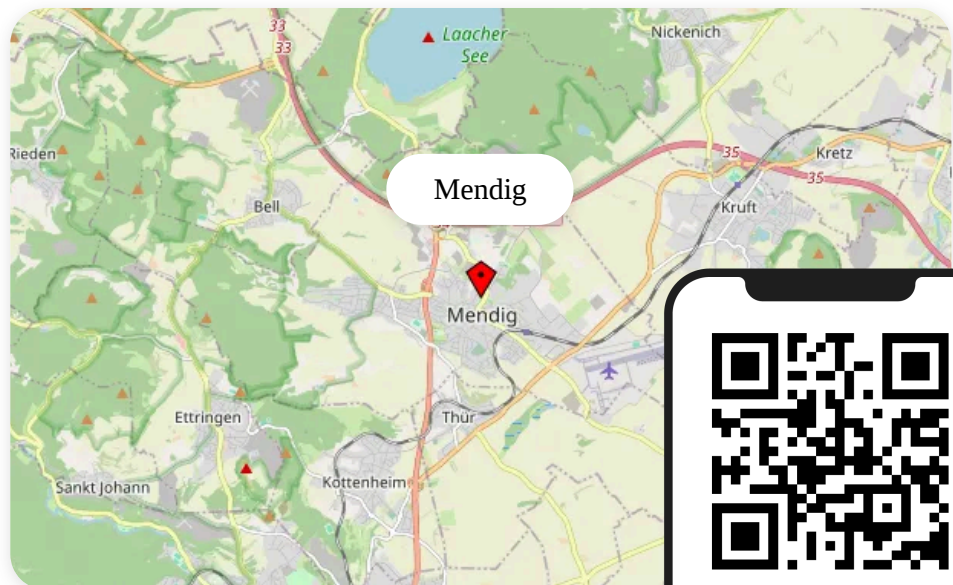 33
33
Laacher
See
Nickenich
Rieden
35
Kretz
35
Mendig
Bell
Kruft
Mendig
Ettringen
Thür
Sankt Johann
Kottenheim